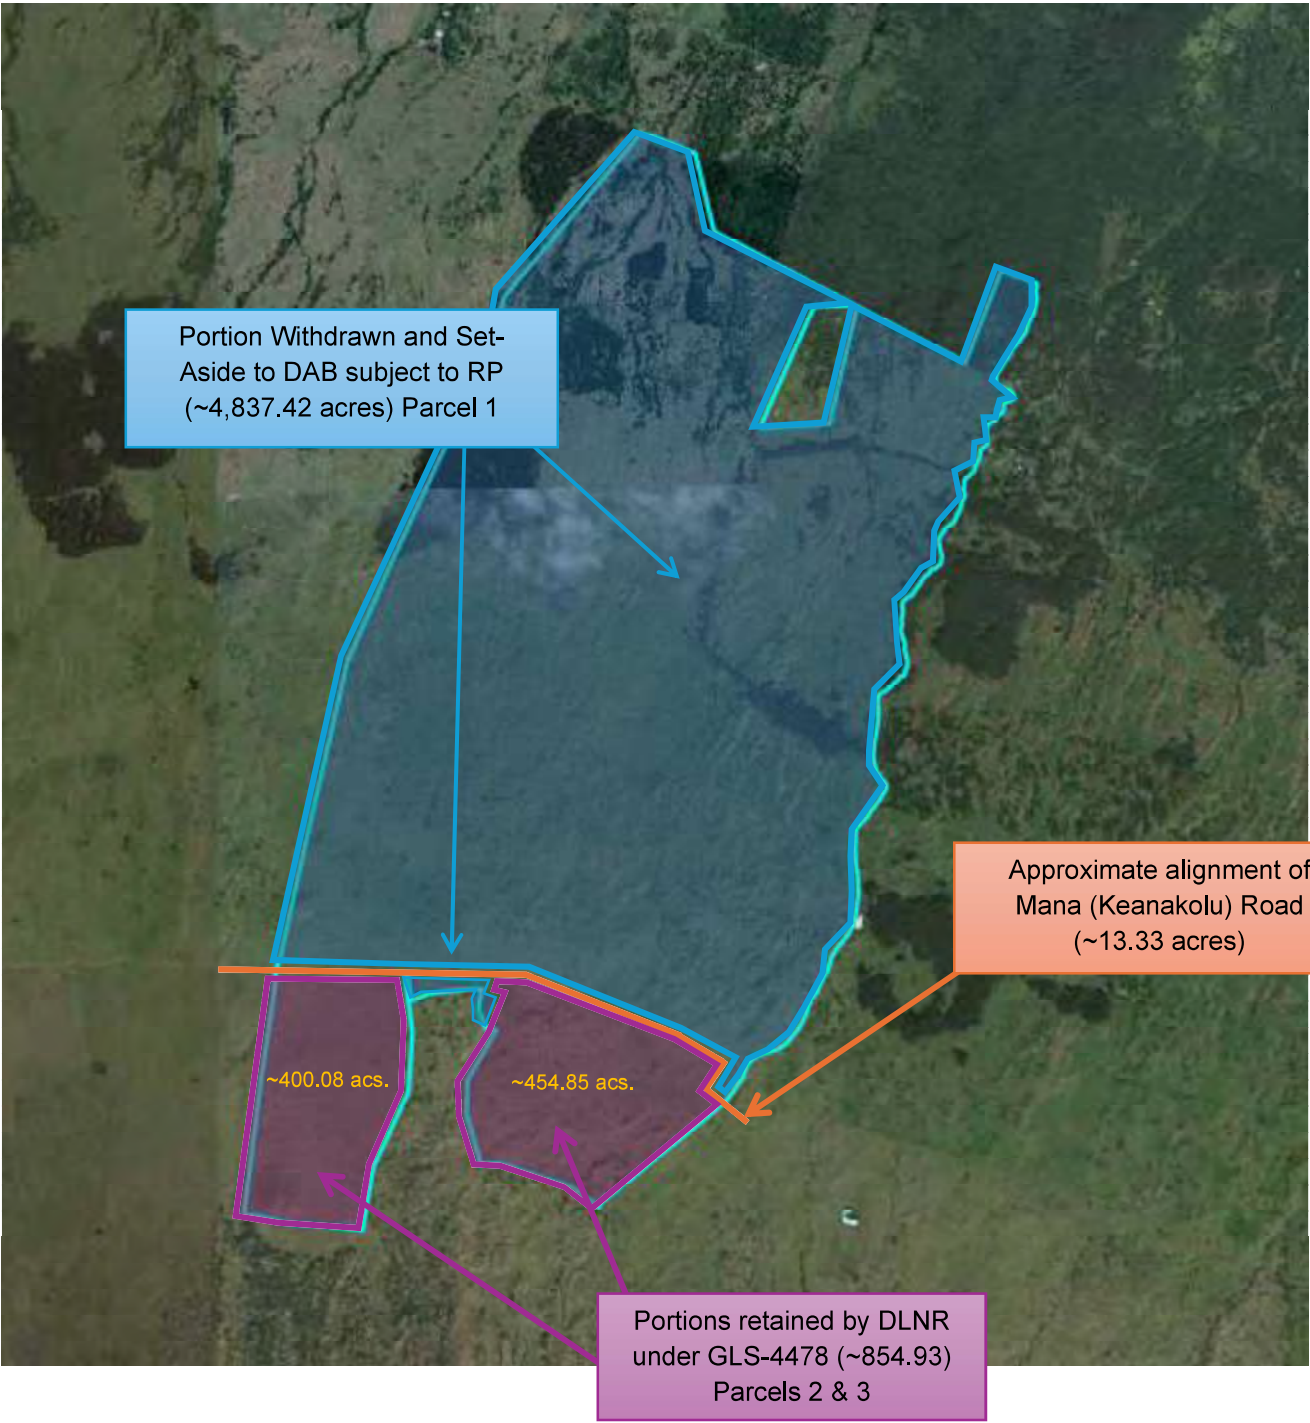 Portion Withdrawn and Set-
Aside to DAB subject to RP
(~4,837.42 acres) Parcel 1
Approximate alignment of
Mana (Keanakolu) Road
(~13.33 acres)
~400.08 acs.
~454.85 acs.
Portions retained by DLNR
under GLS-4478 (~854.93)
Parcels 2 & 3